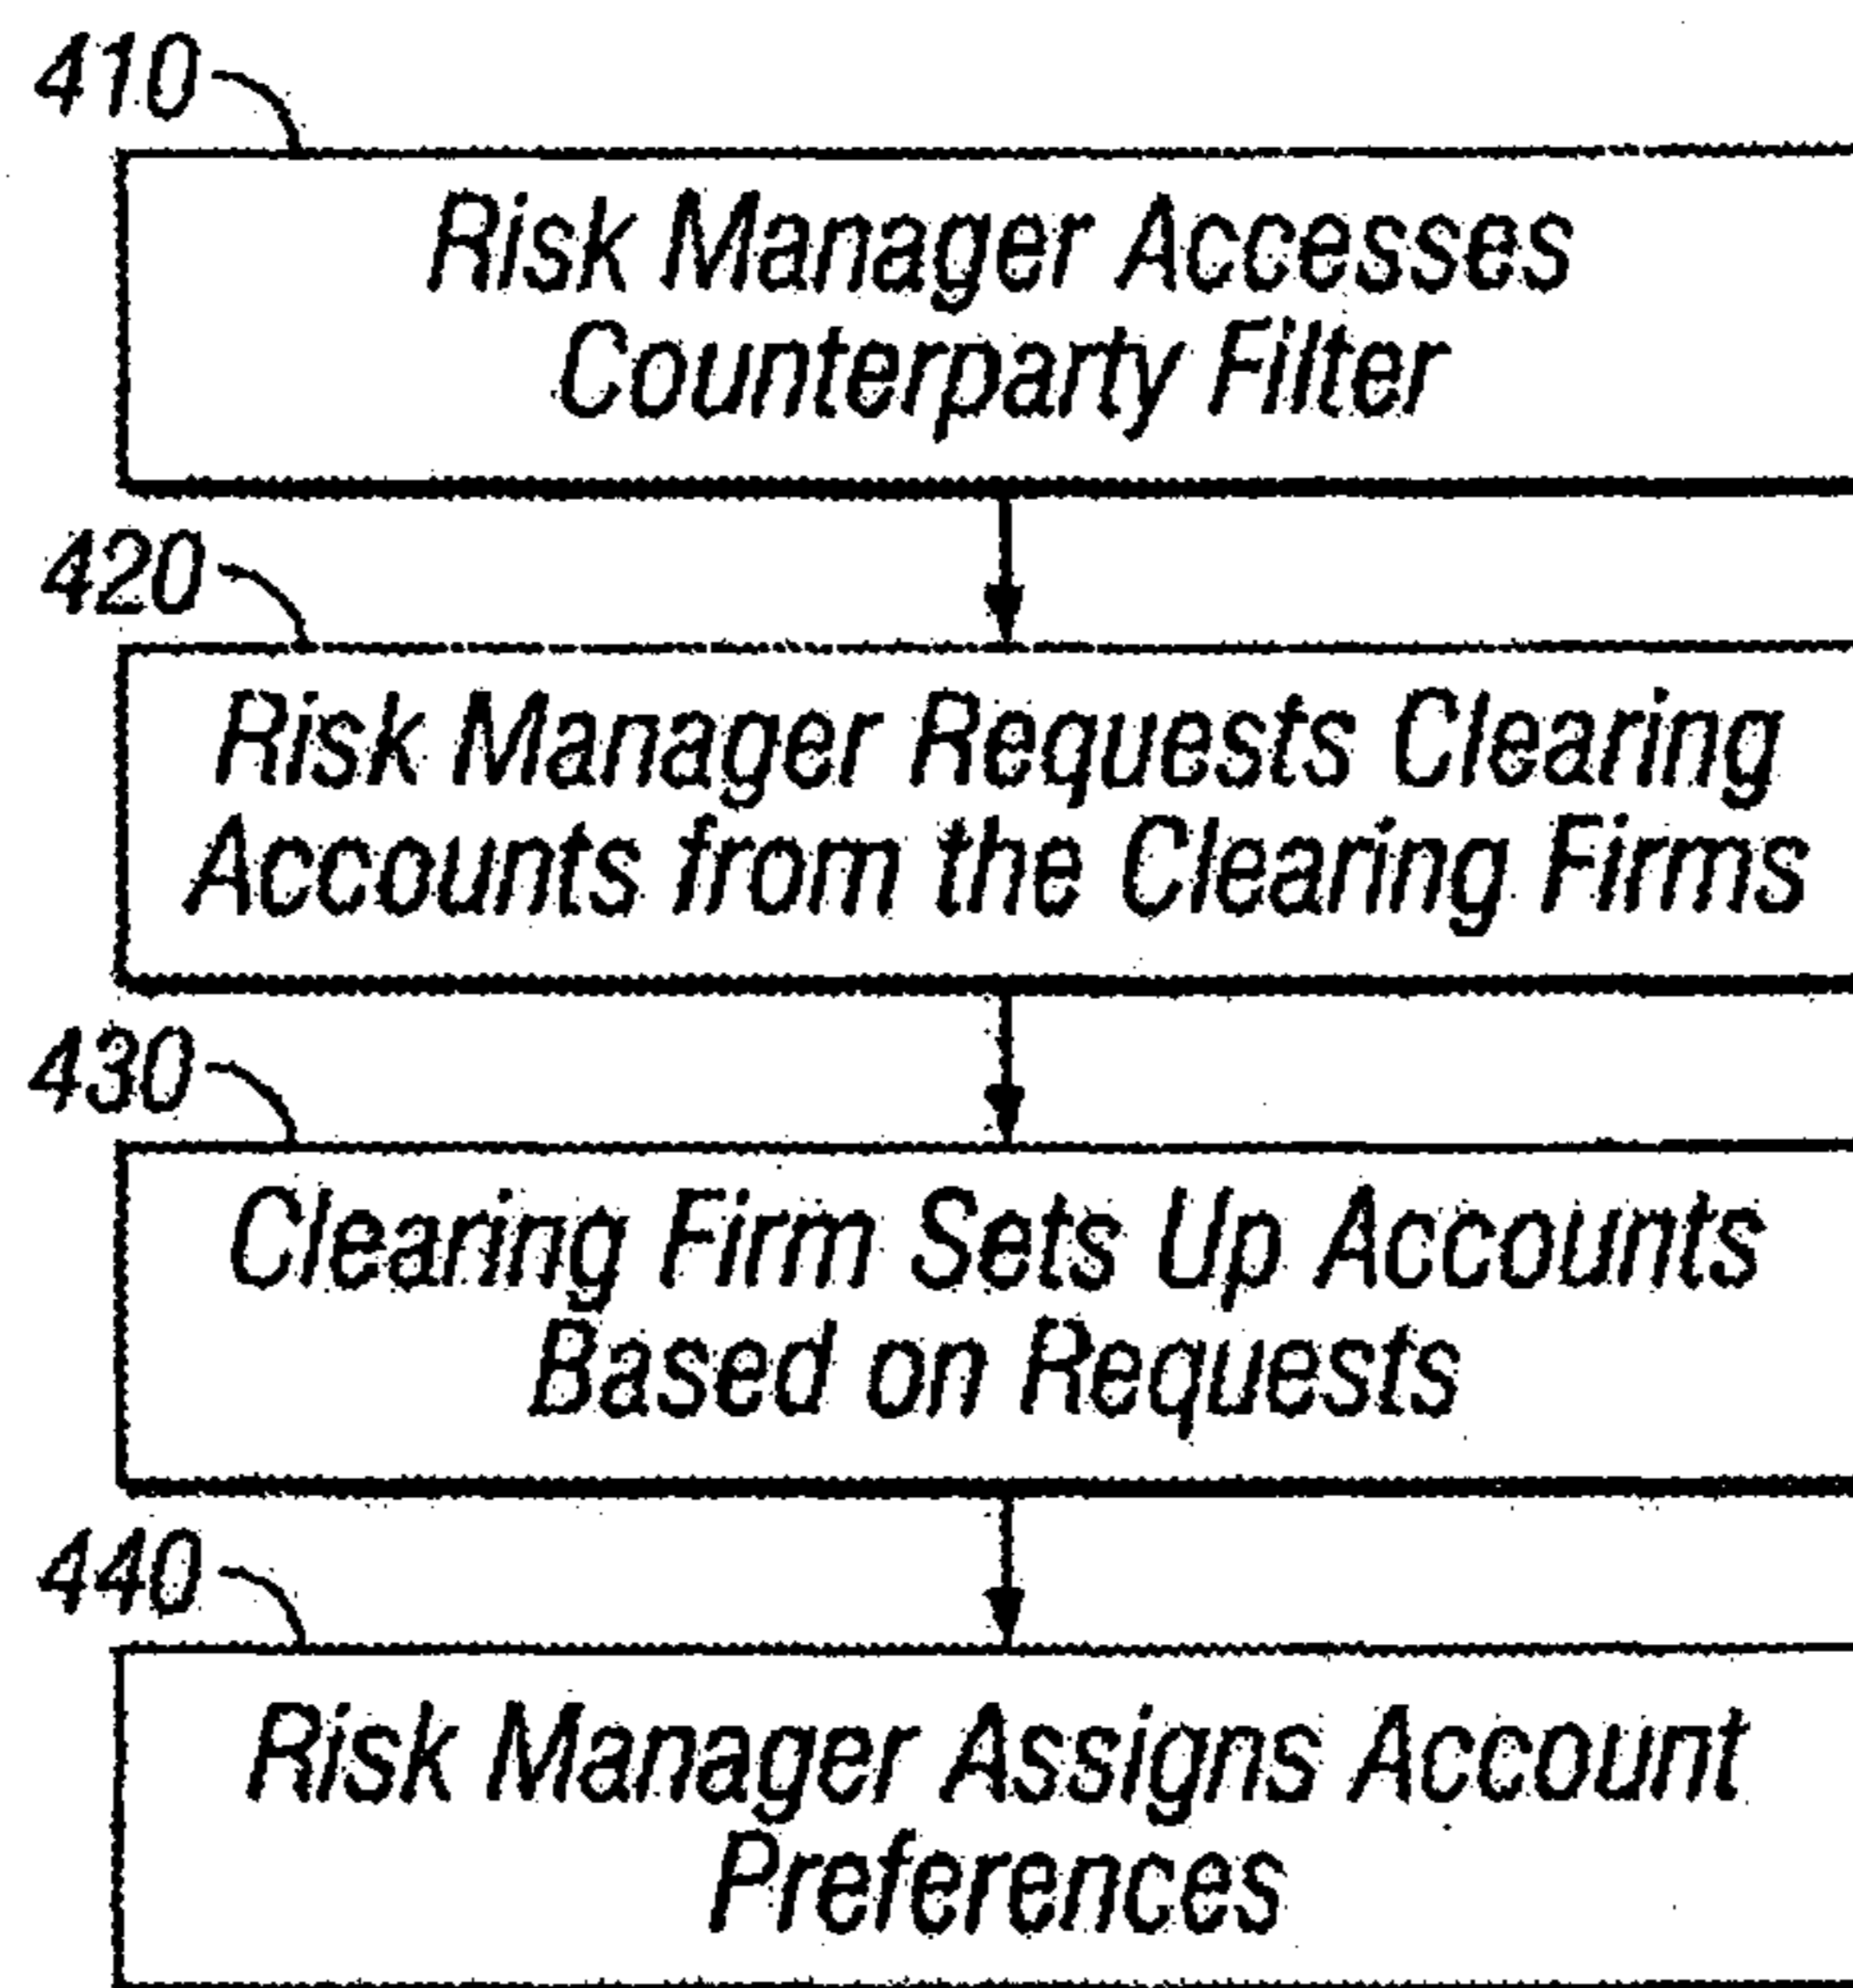 410
Risk Manager Accesses
Counterparty Filter
420
Risk Manager Requests Clearing
Accounts from the Clearing Firms
430
Clearing Firm Sets Up Accounts
Based on Requests
440
Risk Manager Assigns Account
Preferences